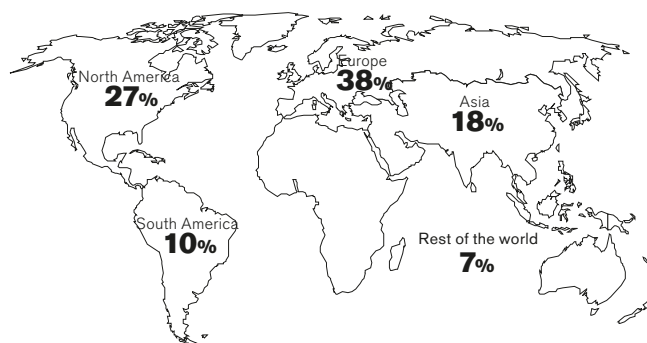 Europe
38%
North America
27%
Asia
18%
South America
10%
Rest of the world
7%